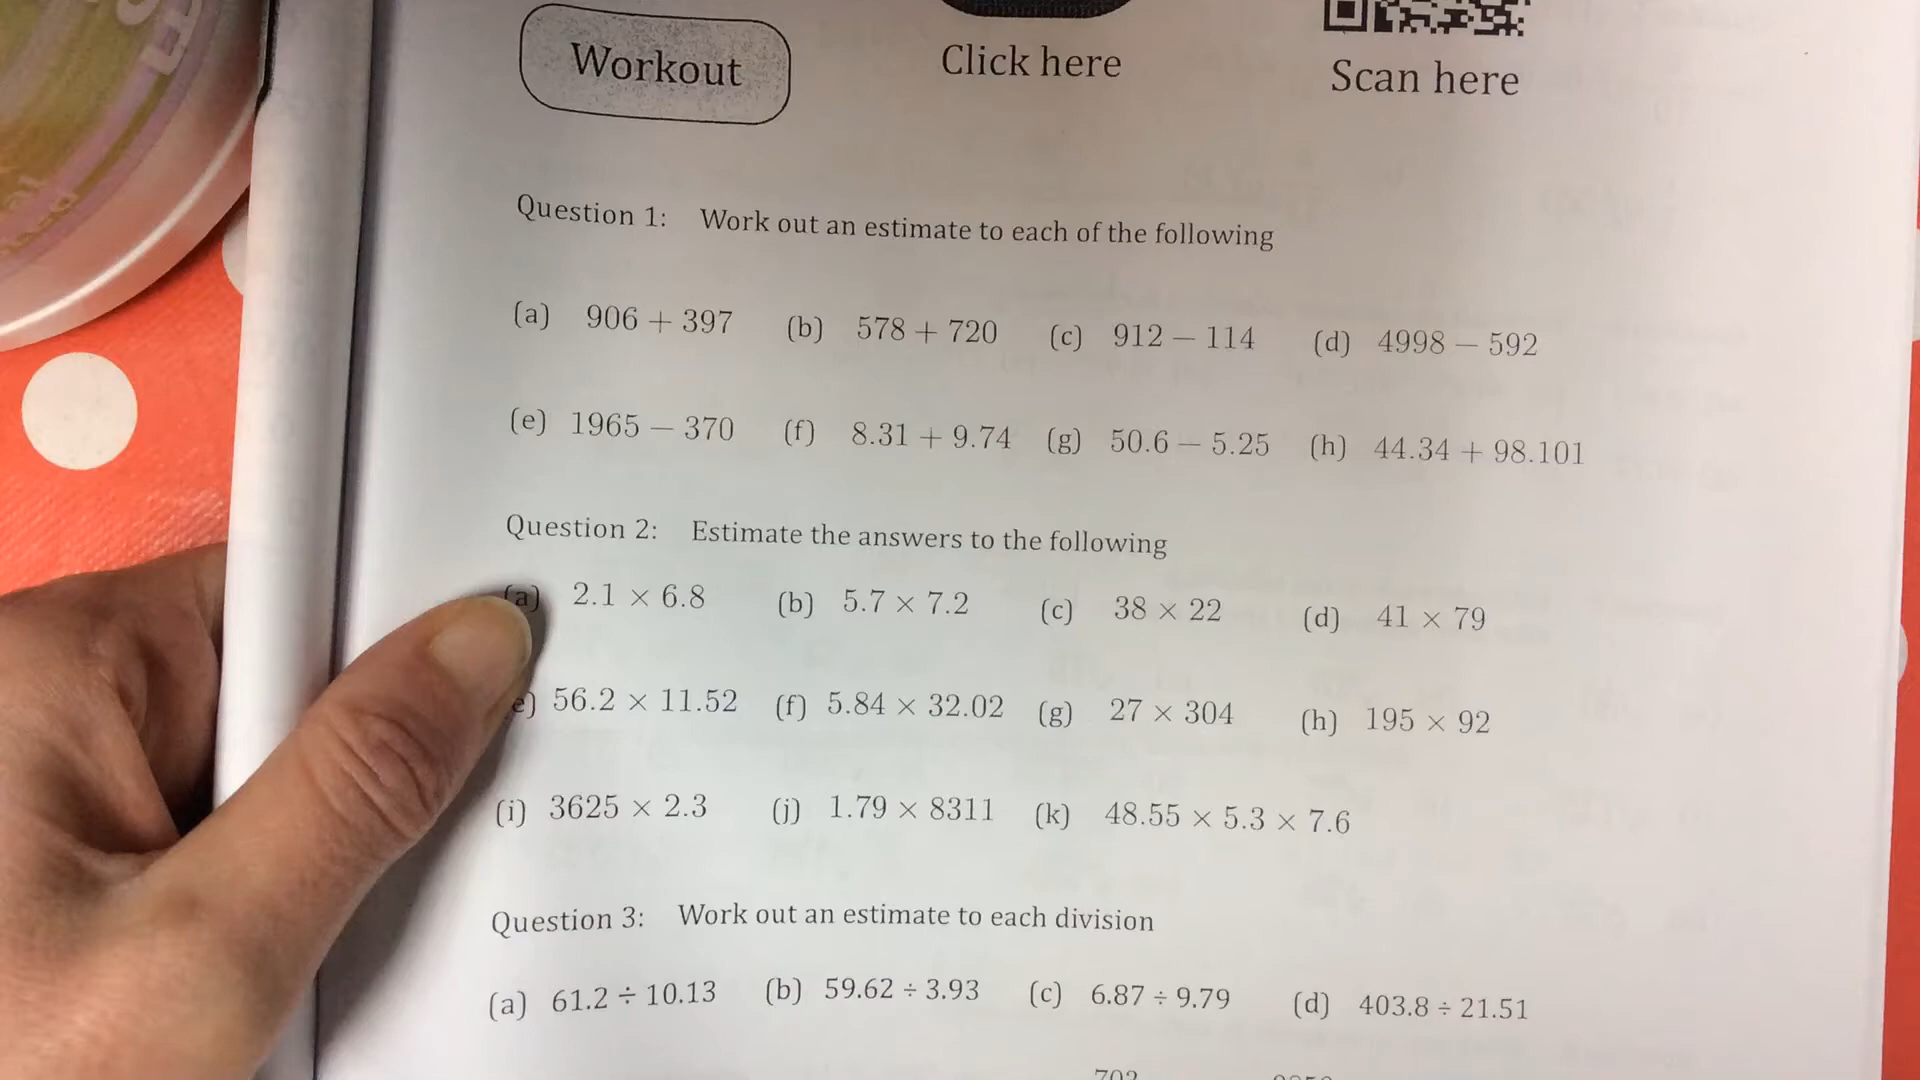 Workout
Click here
Scan here
Question 1: Work out an estimate to each of the following
(a) 906 + 397 (b) 578 + 720 (c) 912 − 114 (d) 4998 − 592
(e) 1965 − 370 (f) 8.31 + 9.74 (g) 50.6 − 5.25 (h) 44.34 + 98.101
Question 2: Estimate the answers to the following
(a) 2.1 × 6.8 (b) 5.7 × 7.2 (c) 38 × 22 (d) 41 × 79
e) 56.2 × 11.52 (f) 5.84 × 32.02 (g) 27 × 304 (h) 195 × 92
(i) 3625 × 2.3 (j) 1.79 × 8311 (k) 48.55 × 5.3 × 7.6
Question 3: Work out an estimate to each division
(a) 61.2 ÷ 10.13 (b) 59.62 ÷ 3.93 (c) 6.87 ÷ 9.79 (d) 403.8 ÷ 21.51
702